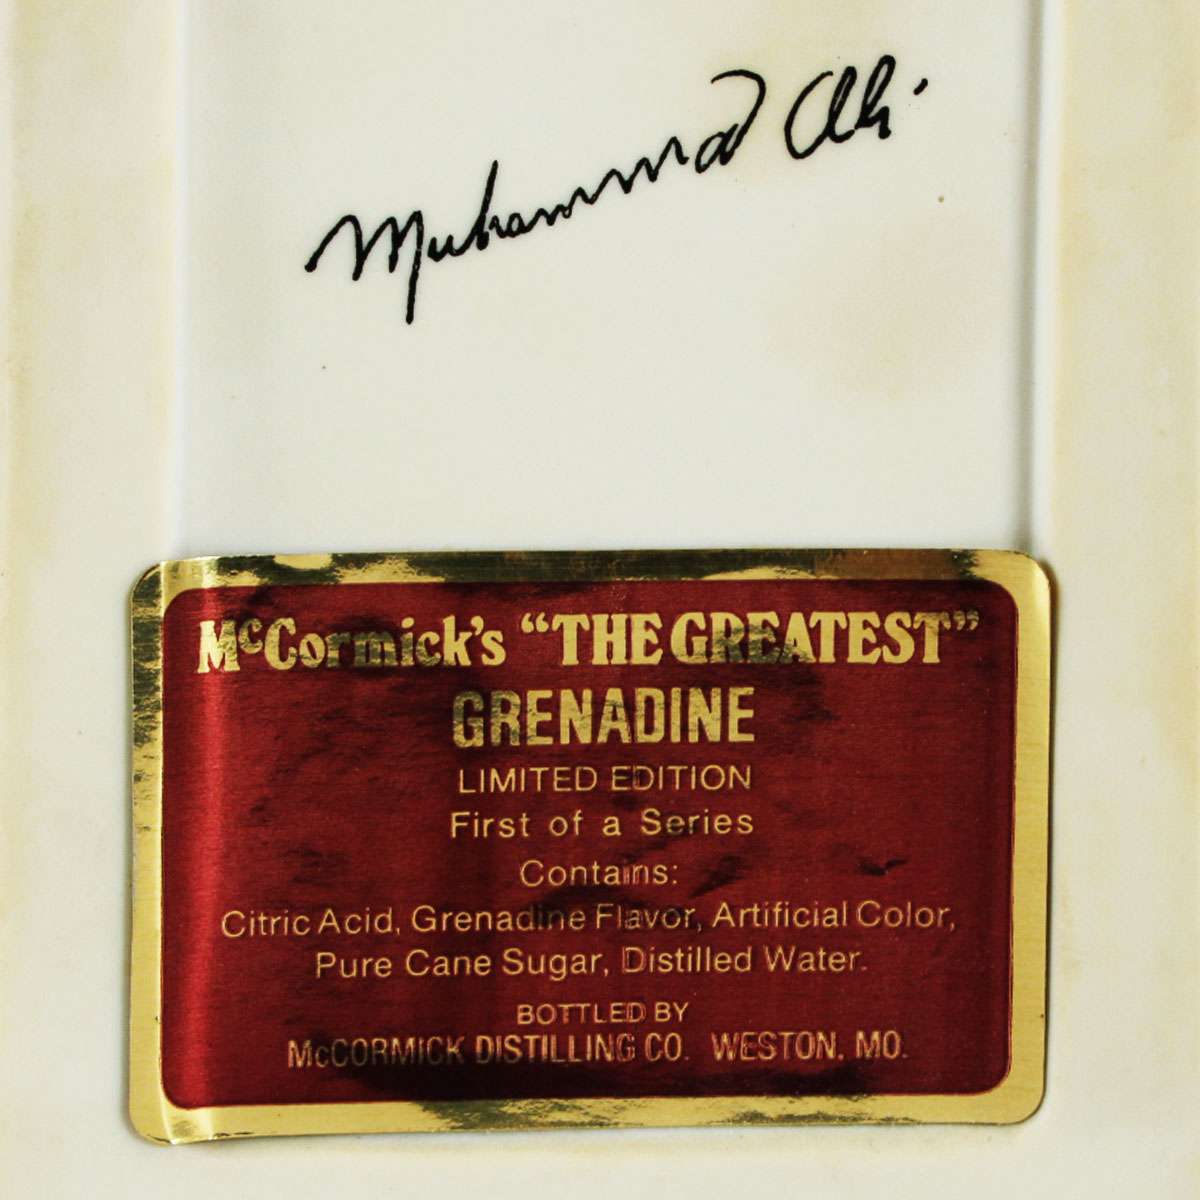 Muhammad Ali
McCormick's "THE GREATEST"
GRENADINE
LIMITED EDITION
First of a Series
Contains:
Citric Acid, Grenadine Flavor, Artificial Color,
Pure Cane Sugar, Distilled Water.
BOTTLED BY
McCORMICK DISTILLING CO. WESTON, MO.